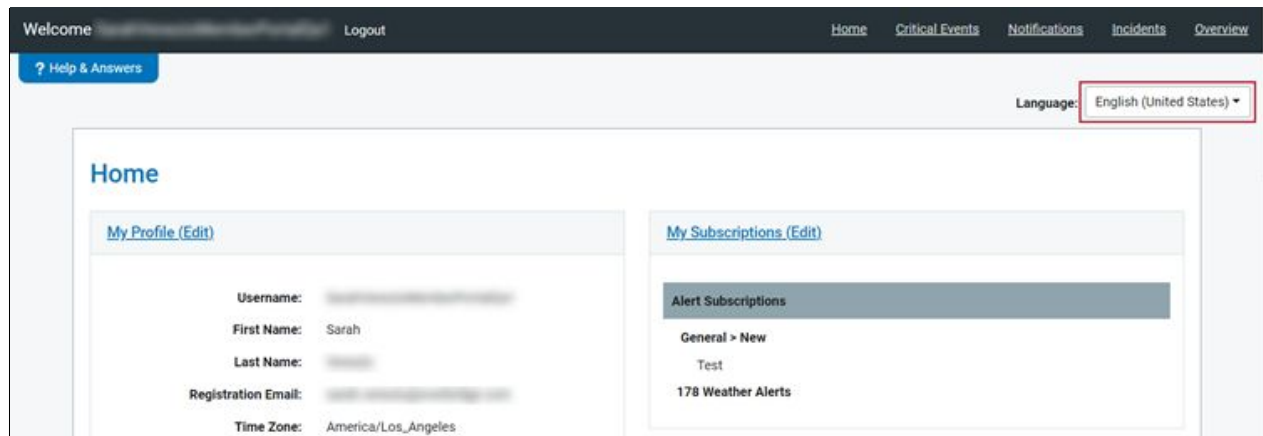 Welcome Logout Home Critical Events Notifications Incidents Overview
? Help & Answers
Language: English (United States)
Home
My Profile (Edit)
My Subscriptions (Edit)
Username:
First Name: Sarah
Last Name:
Registration Email:
Time Zone: America/Los_Angeles
Alert Subscriptions
General > New
Test
178 Weather Alerts